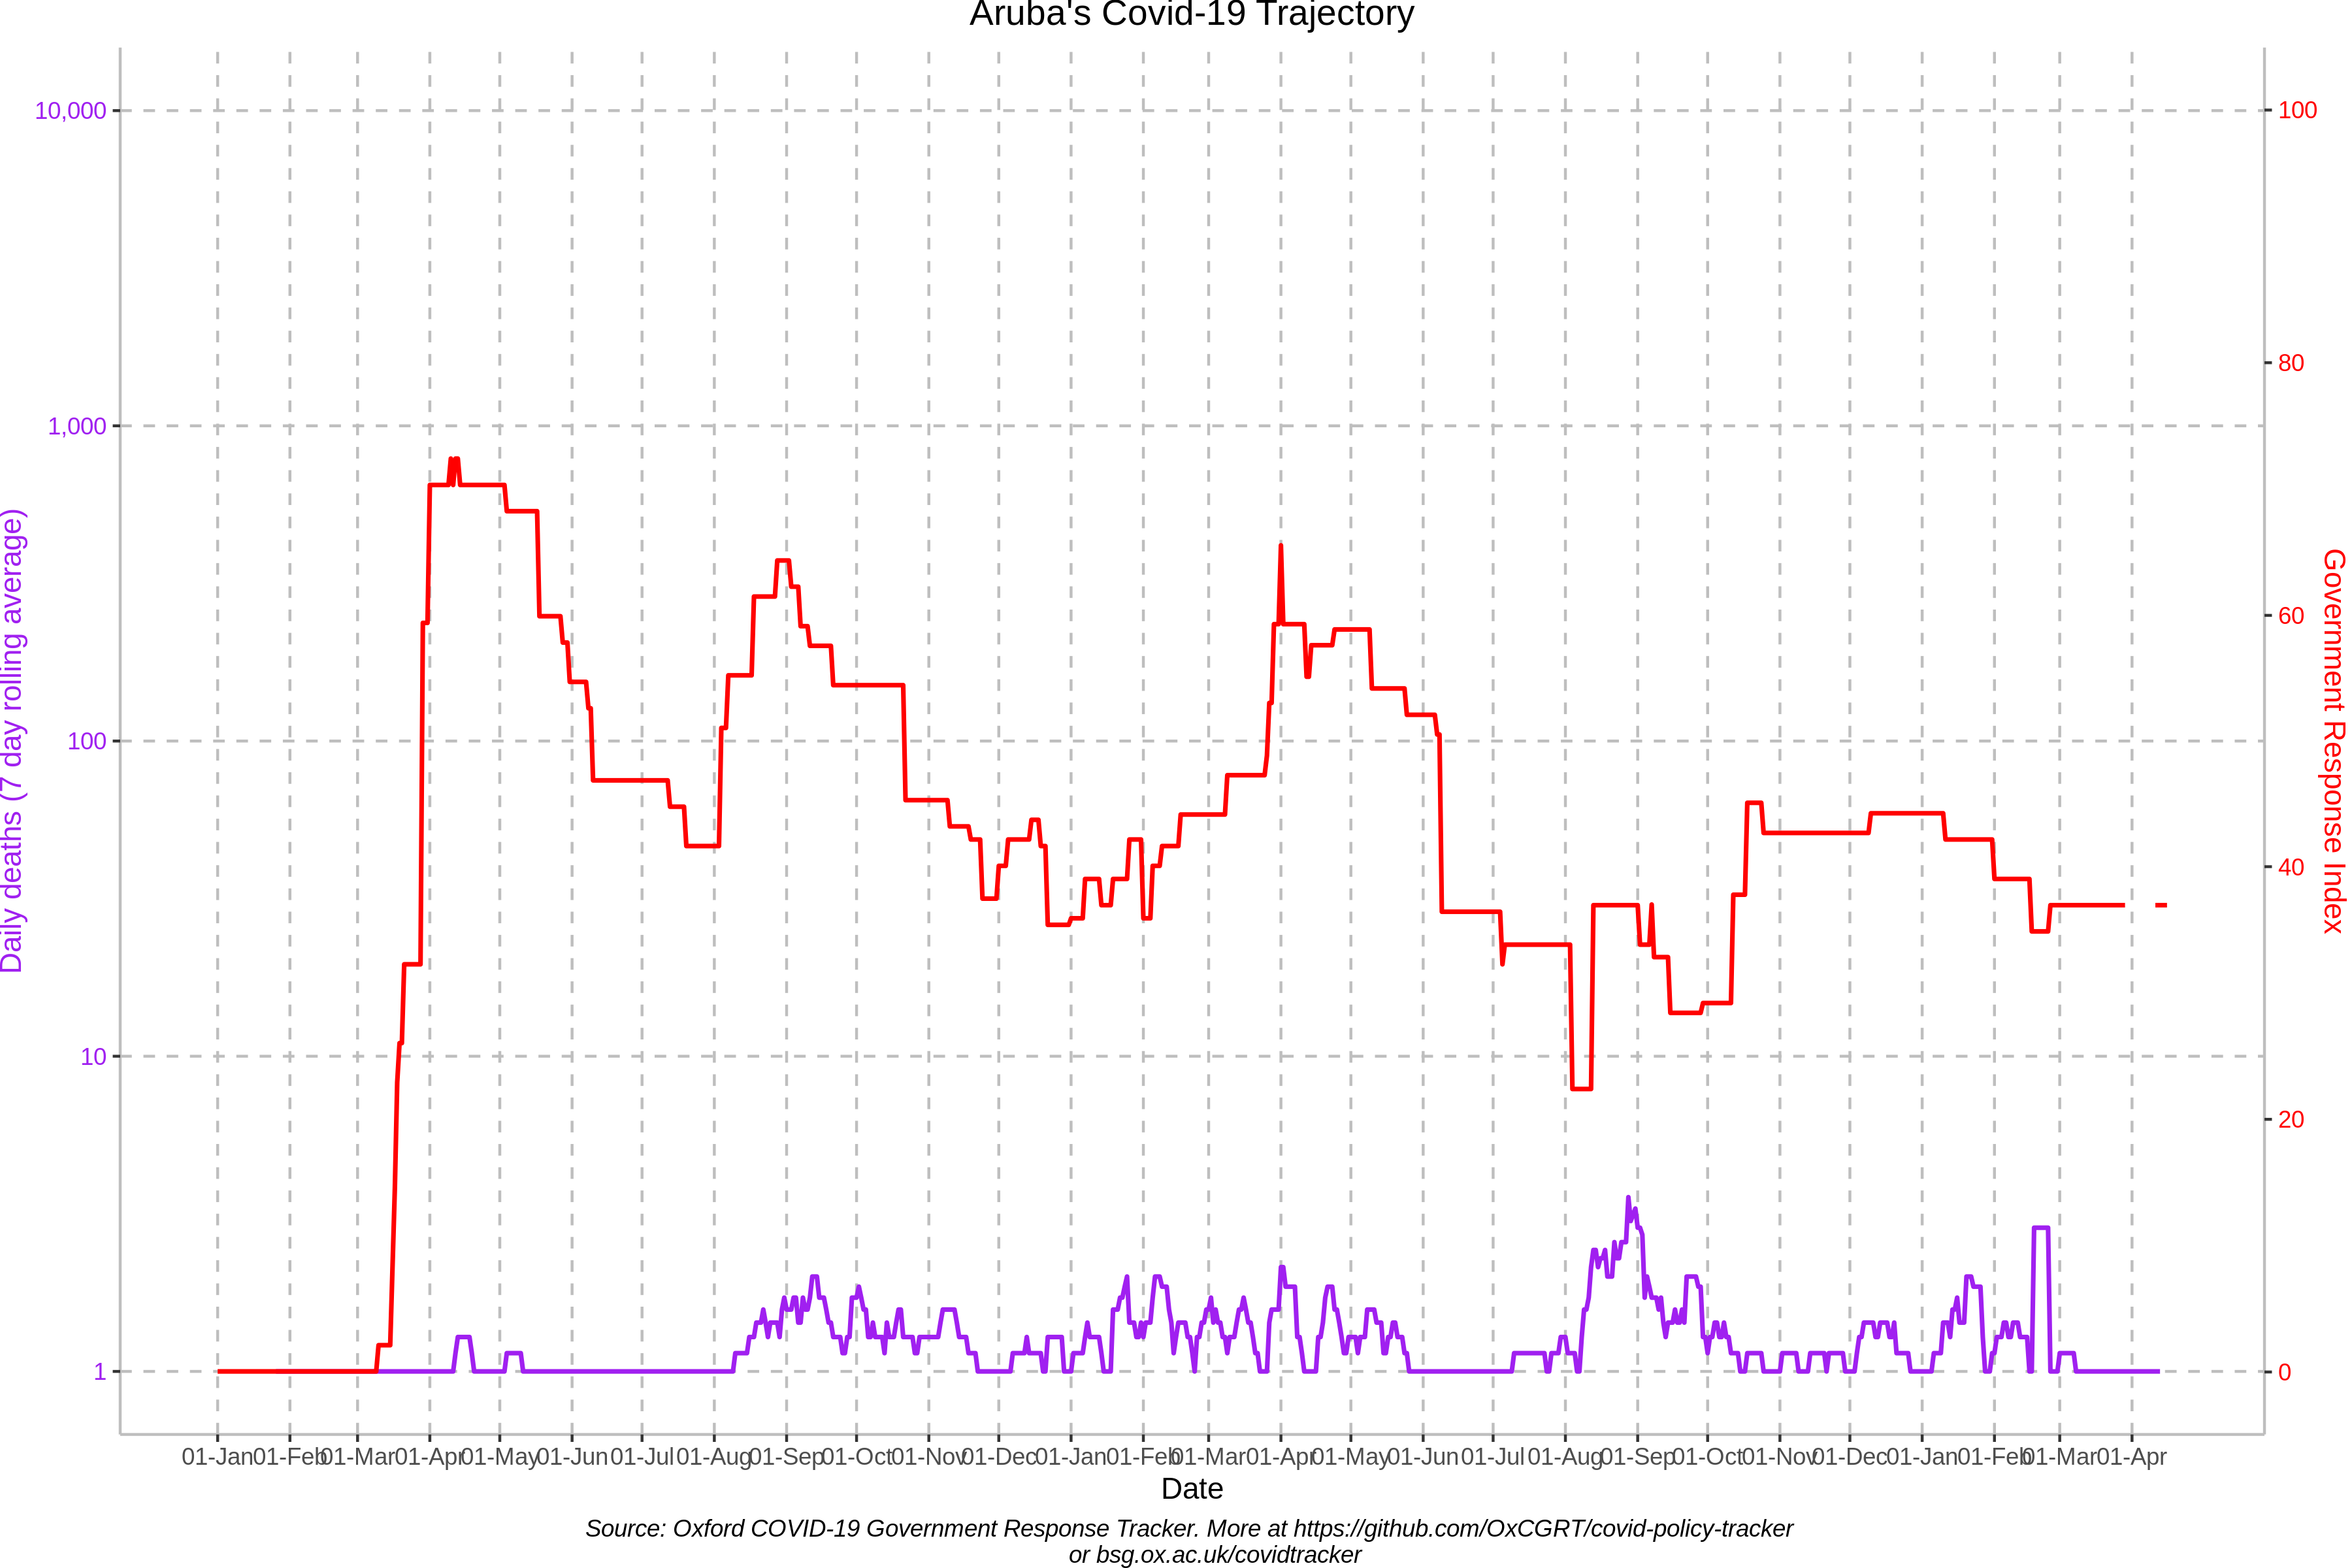 Aruba's Covid-19 Trajectory
10,000
1,000
100
10
1
Daily deaths (7 day rolling average)
100
80
60
40
20
0
Government Response Index
01-Jan 01-Feb 01-Mar 01-Apr 01-May 01-Jun 01-Jul 01-Aug 01-Sep 01-Oct 01-Nov 01-Dec 01-Jan 01-Feb 01-Mar 01-Apr 01-May 01-Jun 01-Jul 01-Aug 01-Sep 01-Oct 01-Nov 01-Dec 01-Jan 01-Feb 01-Mar 01-Apr
Date
Source: Oxford COVID-19 Government Response Tracker. More at https://github.com/OxCGRT/covid-policy-tracker
or bsg.ox.ac.uk/covidtracker